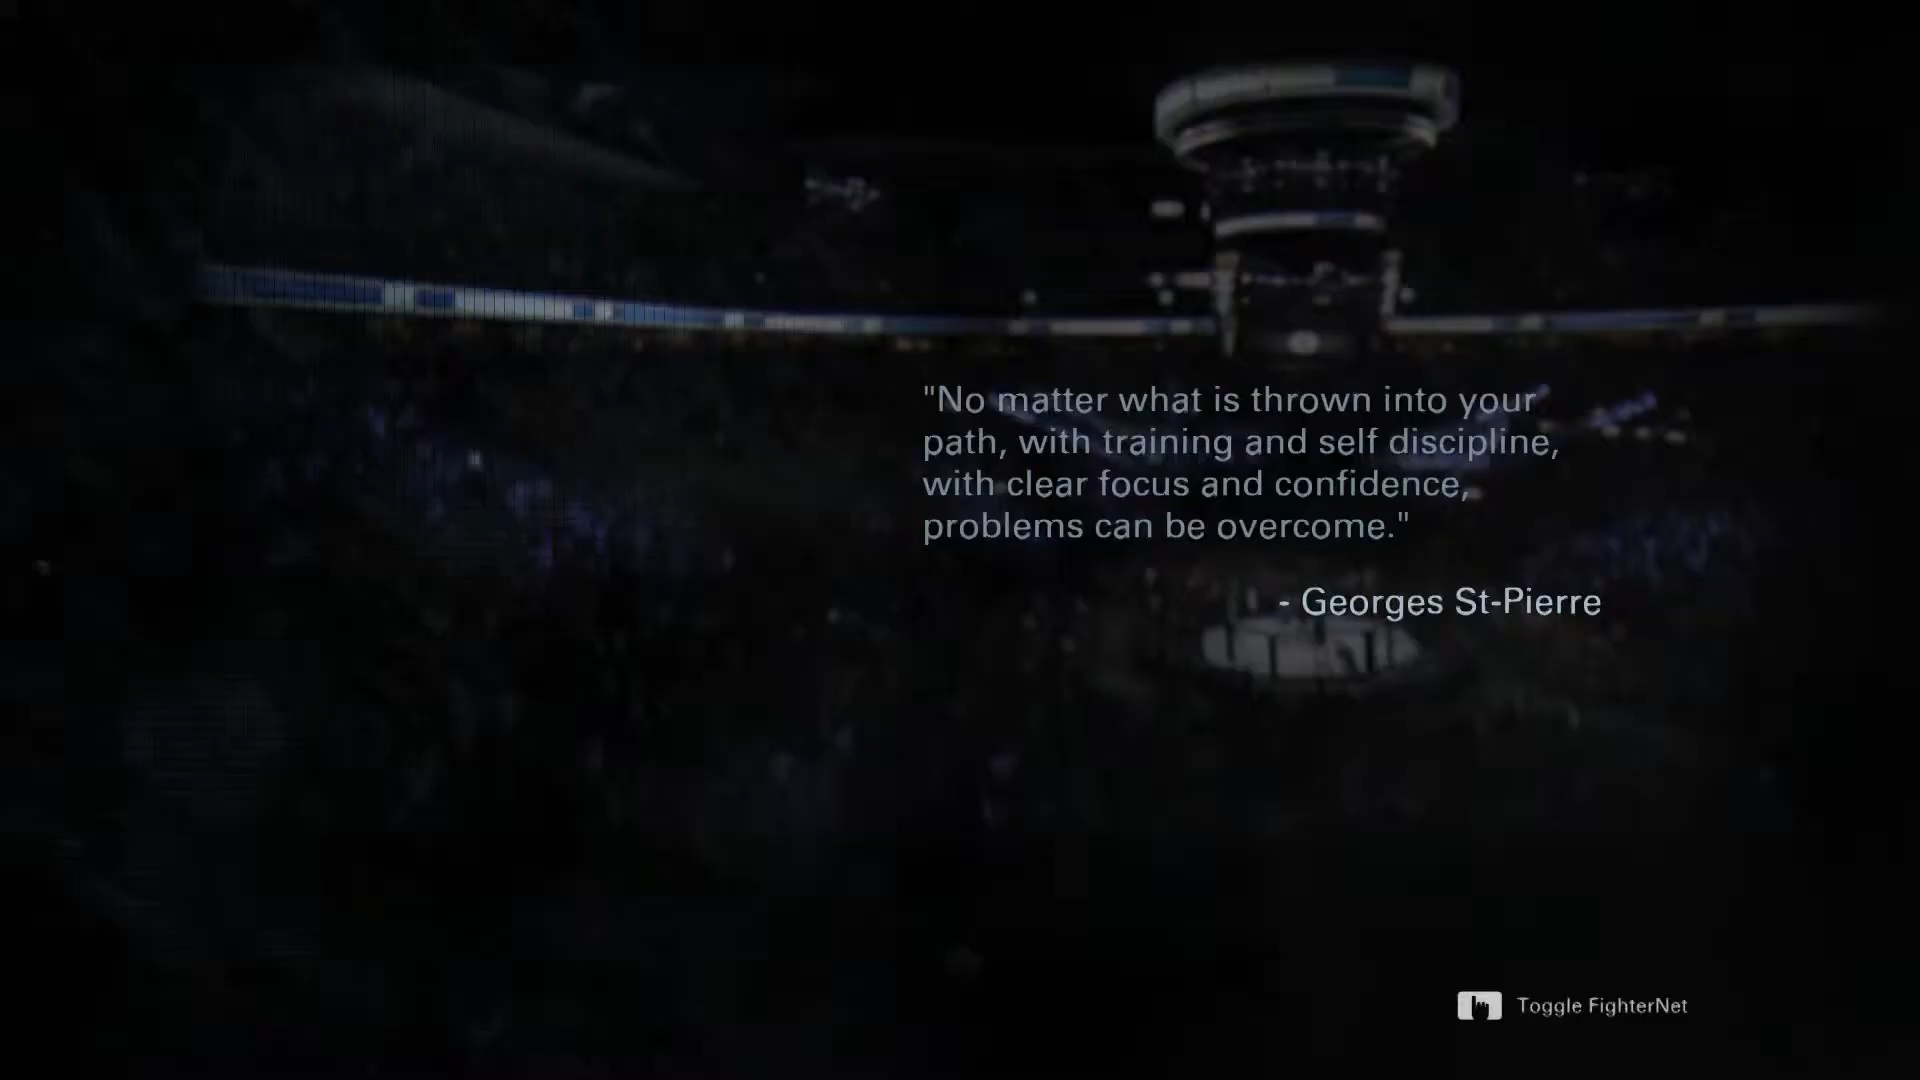 "No matter what is thrown into your
path, with training and self discipline,
with clear focus and confidence,
problems can be overcome."
- Georges St-Pierre
Toggle FighterNet